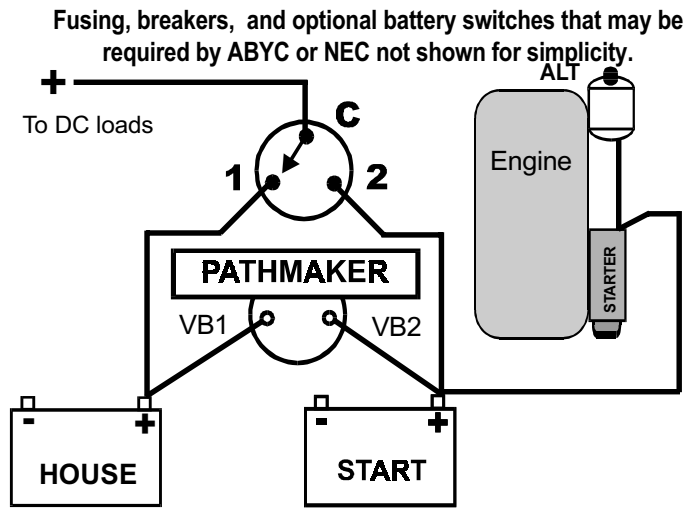 Fusing, breakers, and optional battery switches that may be
required by ABYC or NEC not shown for simplicity.
ALT
+
To DC loads
C
1
2
Engine
STARTER
PATHMAKER
VB1
VB2
- +
HOUSE
- +
START